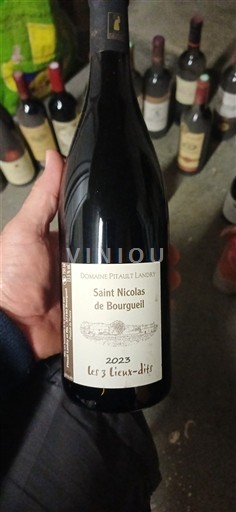 VINIOU
DOMAINE PITAULT LANDRY
Saint Nicolas
de Bourgueil
2023
Les 3 Lieux-dits